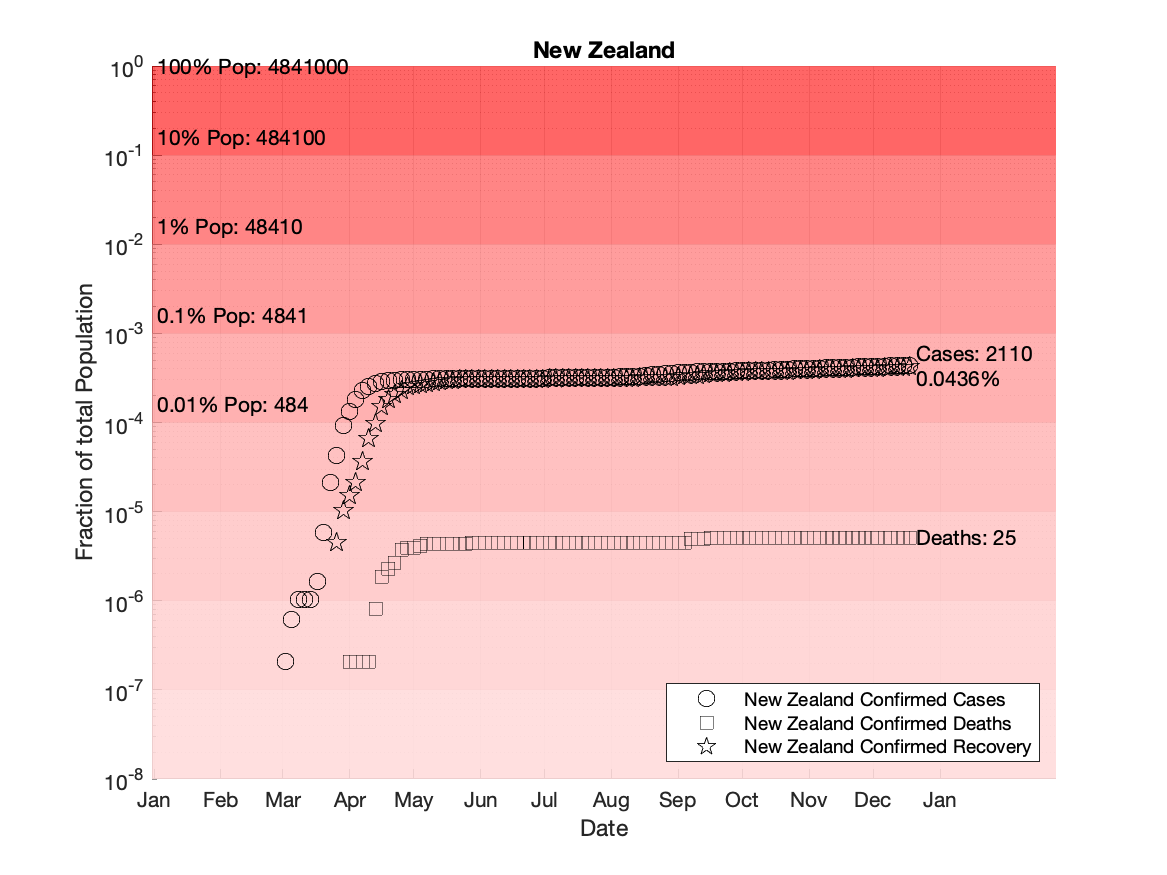 New Zealand
10^0
100% Pop: 4841000
10% Pop: 484100
10^-1
1% Pop: 48410
10^-2
0.1% Pop: 4841
10^-3
Cases: 2110
0.0436%
0.01% Pop: 484
10^-4
10^-5
Deaths: 25
10^-6
10^-7
10^-8
Fraction of total Population
New Zealand Confirmed Cases
New Zealand Confirmed Deaths
New Zealand Confirmed Recovery
Jan Feb Mar Apr May Jun Jul Aug Sep Oct Nov Dec Jan
Date